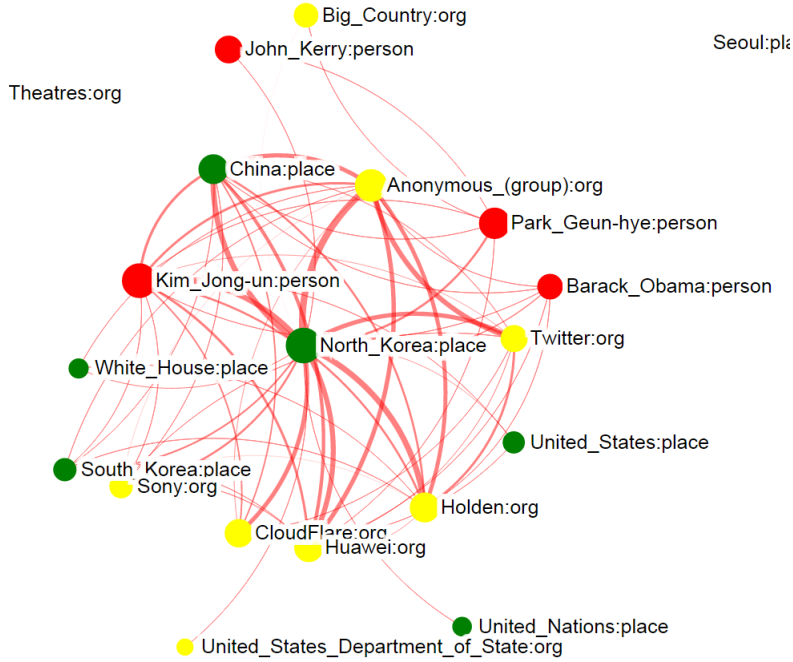 Big_Country:org
John_Kerry:person
Seoul:pla
Theatres:org
China:place
Anonymous_(group):org
Park_Geun-hye:person
Kim_Jong-un:person
Barack_Obama:person
Twitter:org
North_Korea:place
White_House:place
United_States:place
South_Korea:place
Sony:org
Holden:org
CloudFlare:org
Huawei:org
United_Nations:place
United_States_Department_of_State:org